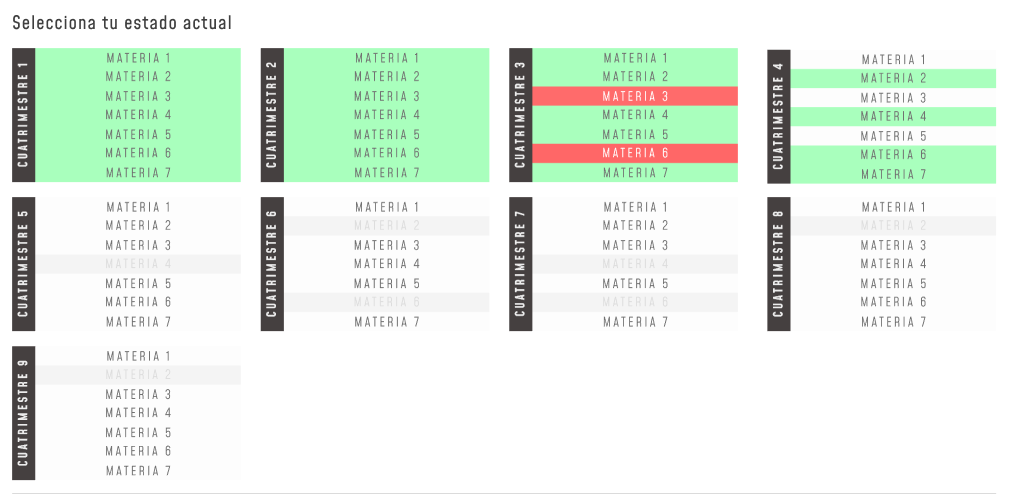 Selecciona tu estado actual
CUATRIMESTRE 1
MATERIA 1
MATERIA 2
MATERIA 3
MATERIA 4
MATERIA 5
MATERIA 6
MATERIA 7
CUATRIMESTRE 2
MATERIA 1
MATERIA 2
MATERIA 3
MATERIA 4
MATERIA 5
MATERIA 6
MATERIA 7
CUATRIMESTRE 3
MATERIA 1
MATERIA 2
MATERIA 3
MATERIA 4
MATERIA 5
MATERIA 6
MATERIA 7
CUATRIMESTRE 4
MATERIA 1
MATERIA 2
MATERIA 3
MATERIA 4
MATERIA 5
MATERIA 6
MATERIA 7
CUATRIMESTRE 5
MATERIA 1
MATERIA 2
MATERIA 3
MATERIA 4
MATERIA 5
MATERIA 6
MATERIA 7
CUATRIMESTRE 6
MATERIA 1
MATERIA 2
MATERIA 3
MATERIA 4
MATERIA 5
MATERIA 6
MATERIA 7
CUATRIMESTRE 7
MATERIA 1
MATERIA 2
MATERIA 3
MATERIA 4
MATERIA 5
MATERIA 6
MATERIA 7
CUATRIMESTRE 8
MATERIA 1
MATERIA 2
MATERIA 3
MATERIA 4
MATERIA 5
MATERIA 6
MATERIA 7
CUATRIMESTRE 9
MATERIA 1
MATERIA 2
MATERIA 3
MATERIA 4
MATERIA 5
MATERIA 6
MATERIA 7